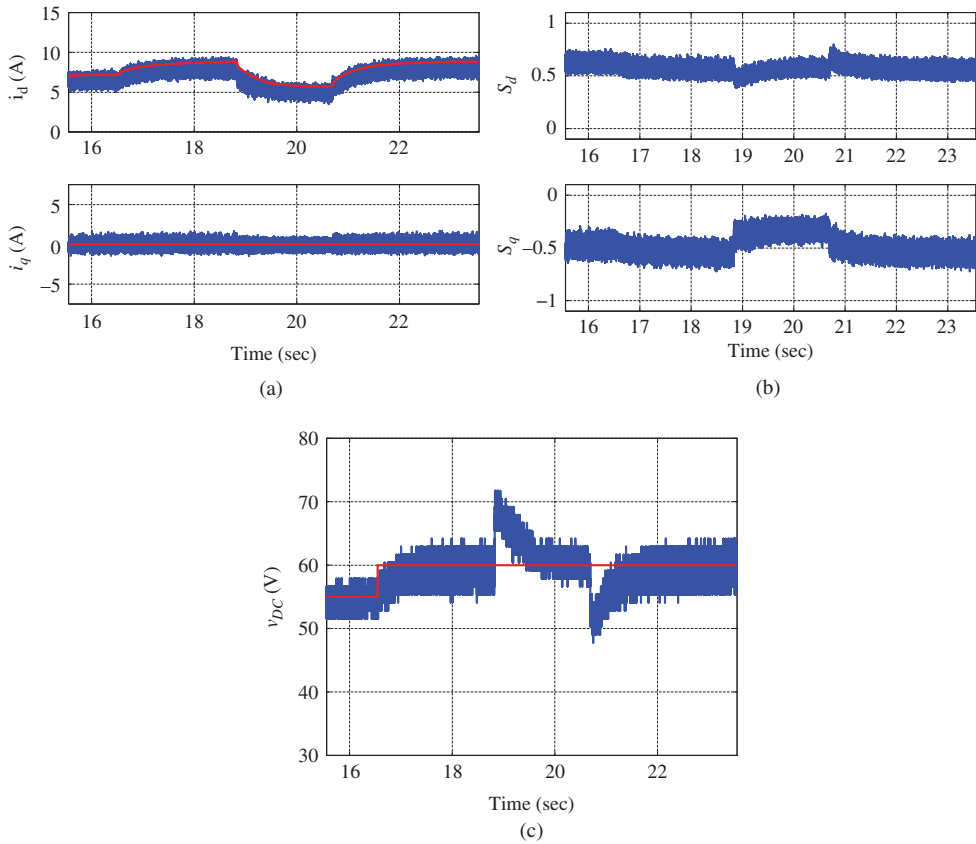 15
10
5
0
i_d (A)
16 18 20 22
5
0
−5
i_q (A)
16 18 20 22
Time (sec)
(a)
1
0.5
0
S_d
16 17 18 19 20 21 22 23
0
−0.5
−1
S_q
16 17 18 19 20 21 22 23
Time (sec)
(b)
80
70
60
50
40
30
v_DC (V)
16 18 20 22
Time (sec)
(c)